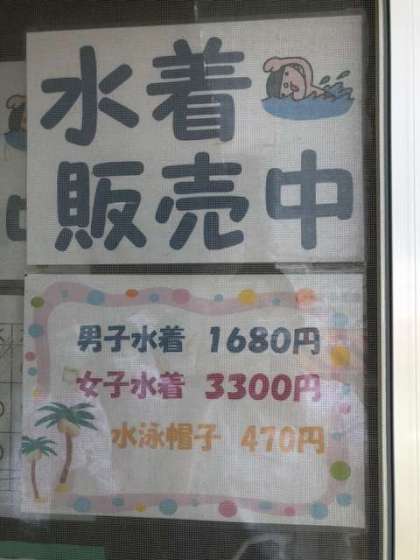 水着
販売中
男子水着 1680円
女子水着 3300円
水泳帽子 470円